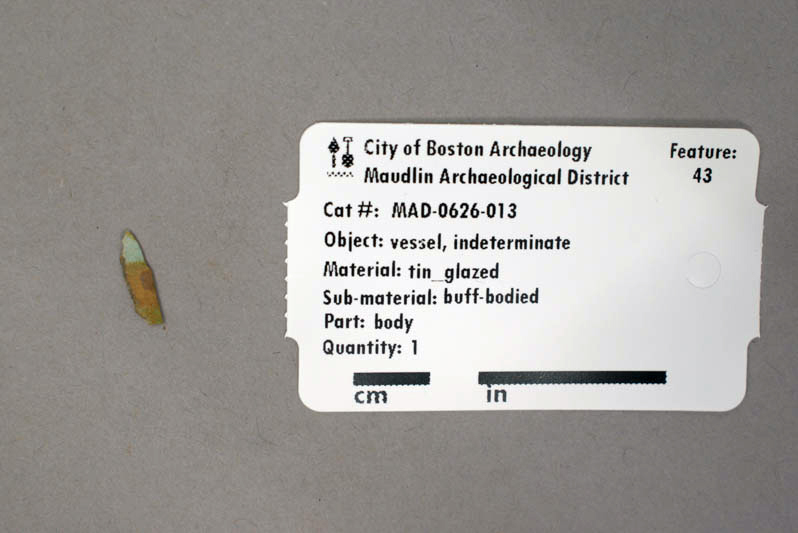 City of Boston Archaeology
Maudlin Archaeological District
Feature:
43
Cat #: MAD-0626-013
Object: vessel, indeterminate
Material: tin_glazed
Sub-material: buff-bodied
Part: body
Quantity: 1
cm in